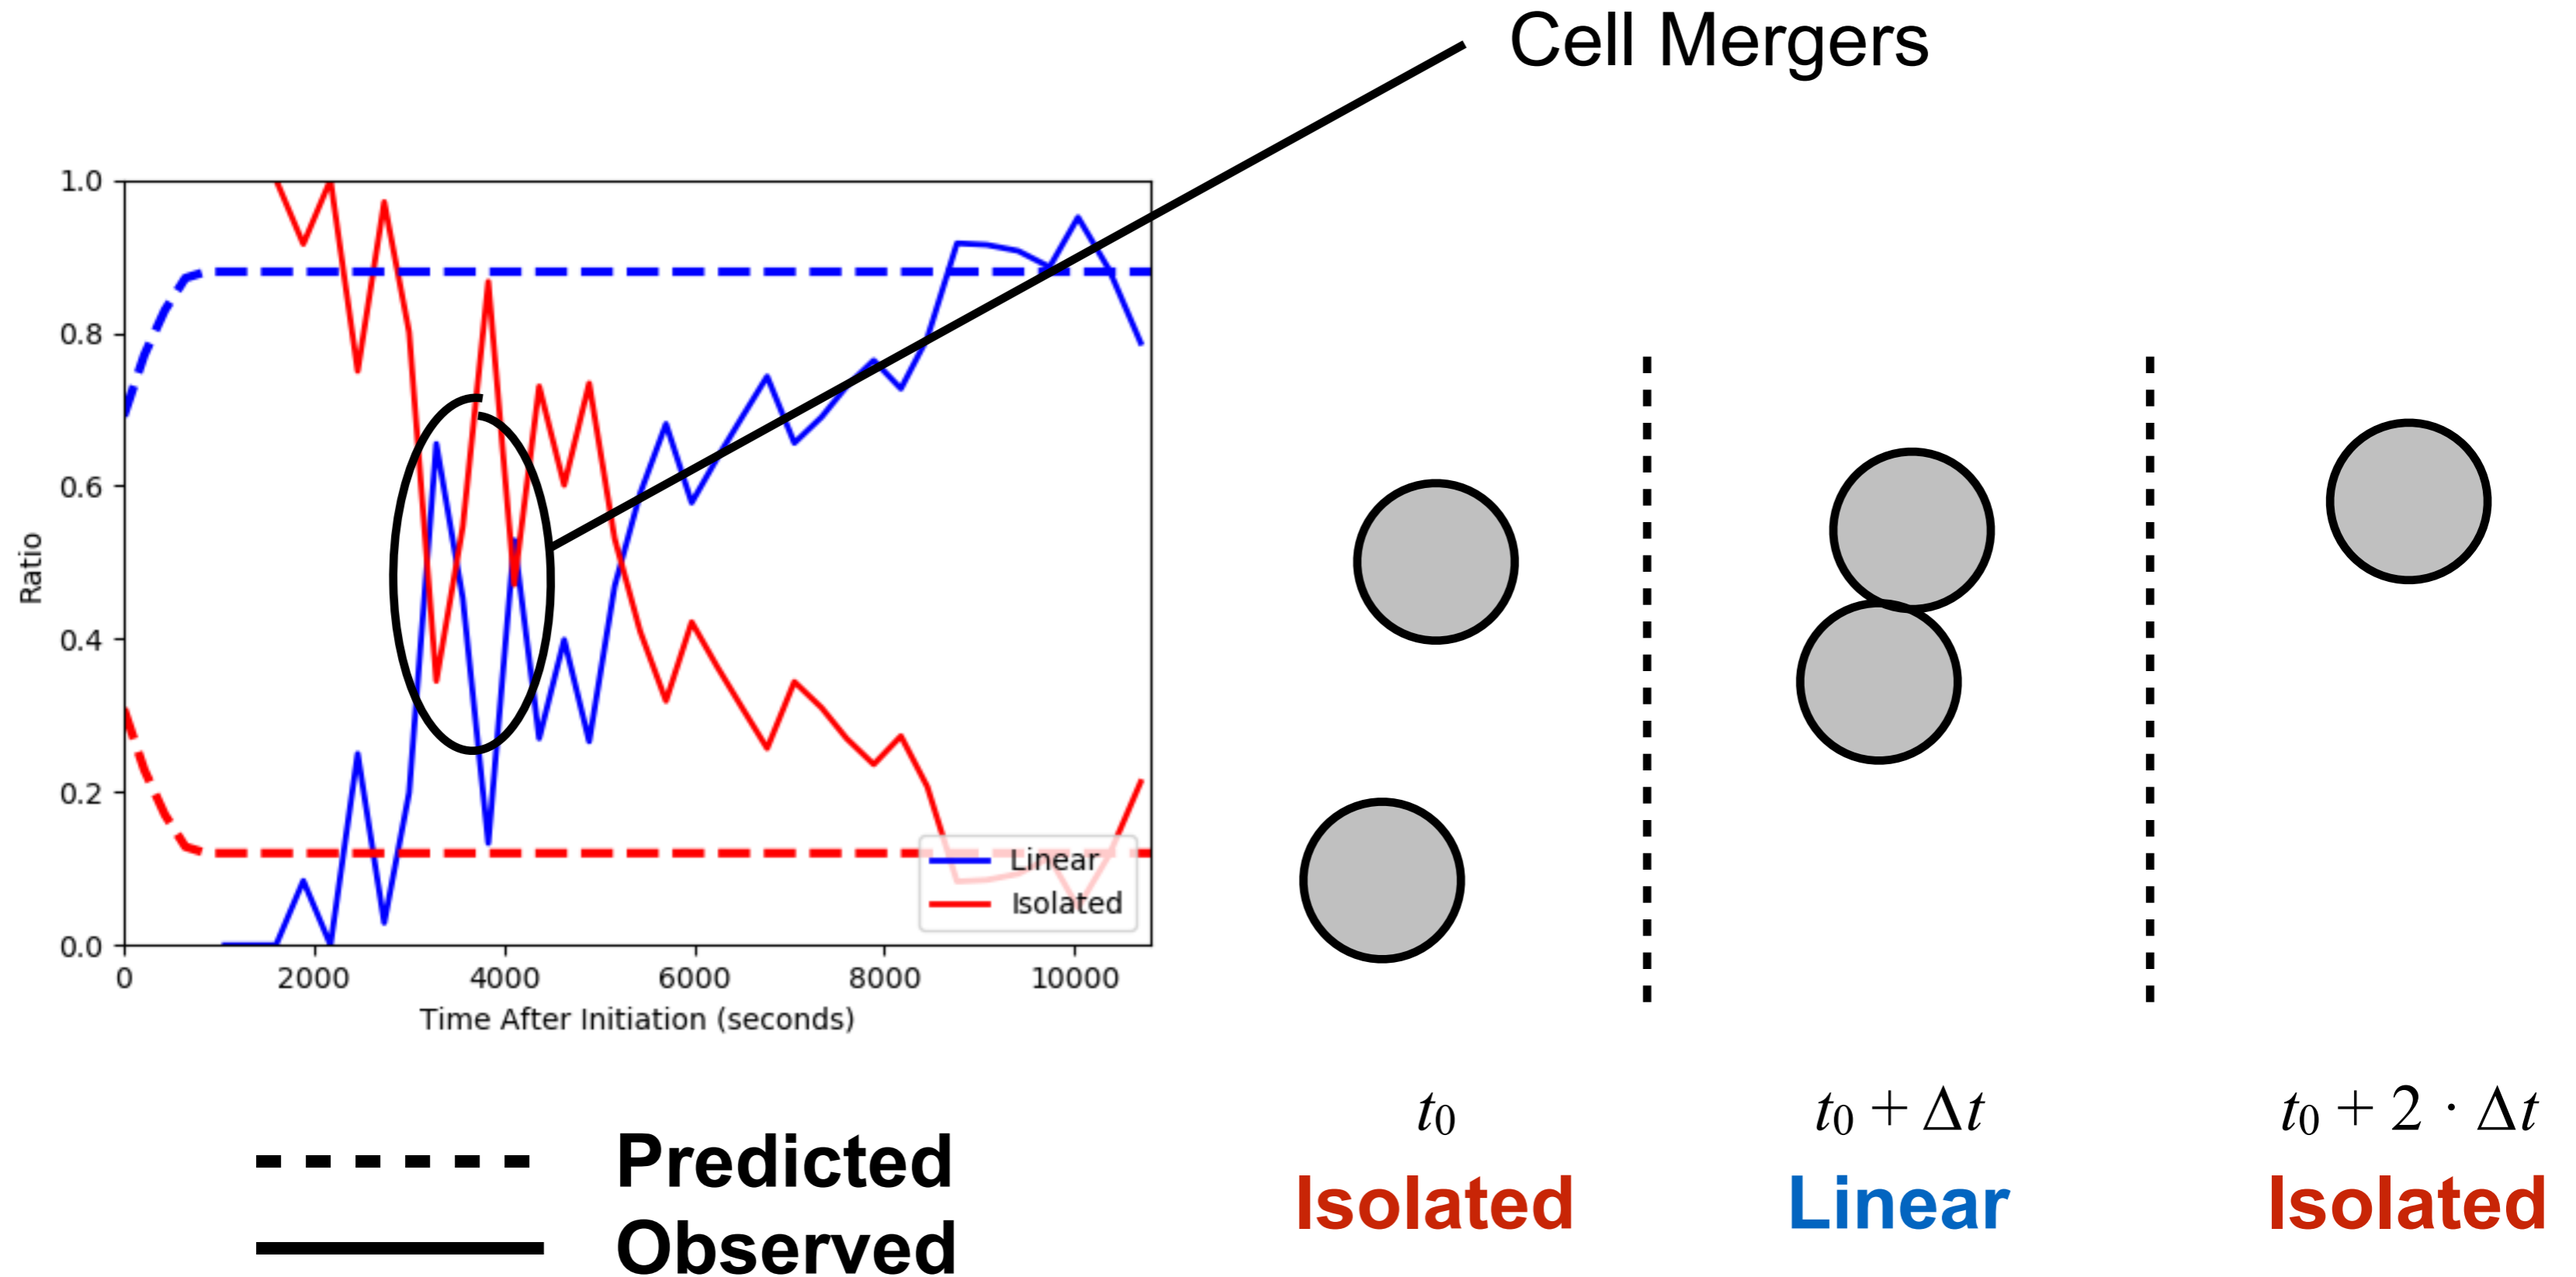 Cell Mergers
1.0
0.8
0.6
0.4
0.2
0.0
Ratio
0 2000 4000 6000 8000 10000
Time After Initiation (seconds)
Linear
Isolated
Predicted
Observed
t₀ t₀ + Δt t₀ + 2 · Δt
Isolated Linear Isolated